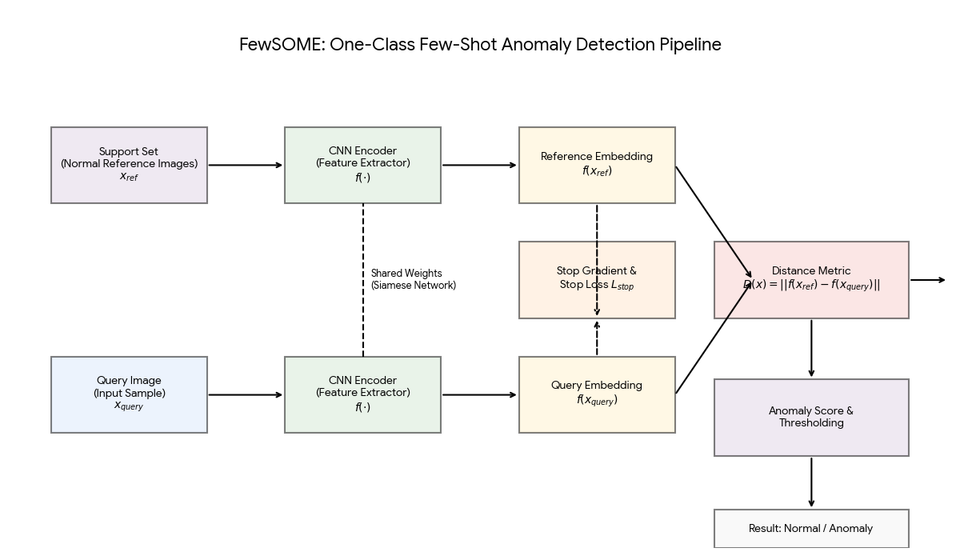 FewSOME: One-Class Few-Shot Anomaly Detection Pipeline
Support Set
(Normal Reference Images)
x_ref
CNN Encoder
(Feature Extractor)
f(·)
Reference Embedding
f(x_ref)
Stop Gradient &
Stop Loss L_stop
Distance Metric
D(x) = ||f(x_ref) − f(x_query)||
Shared Weights
(Siamese Network)
Query Image
(Input Sample)
x_query
CNN Encoder
(Feature Extractor)
f(·)
Query Embedding
f(x_query)
Anomaly Score &
Thresholding
Result: Normal / Anomaly